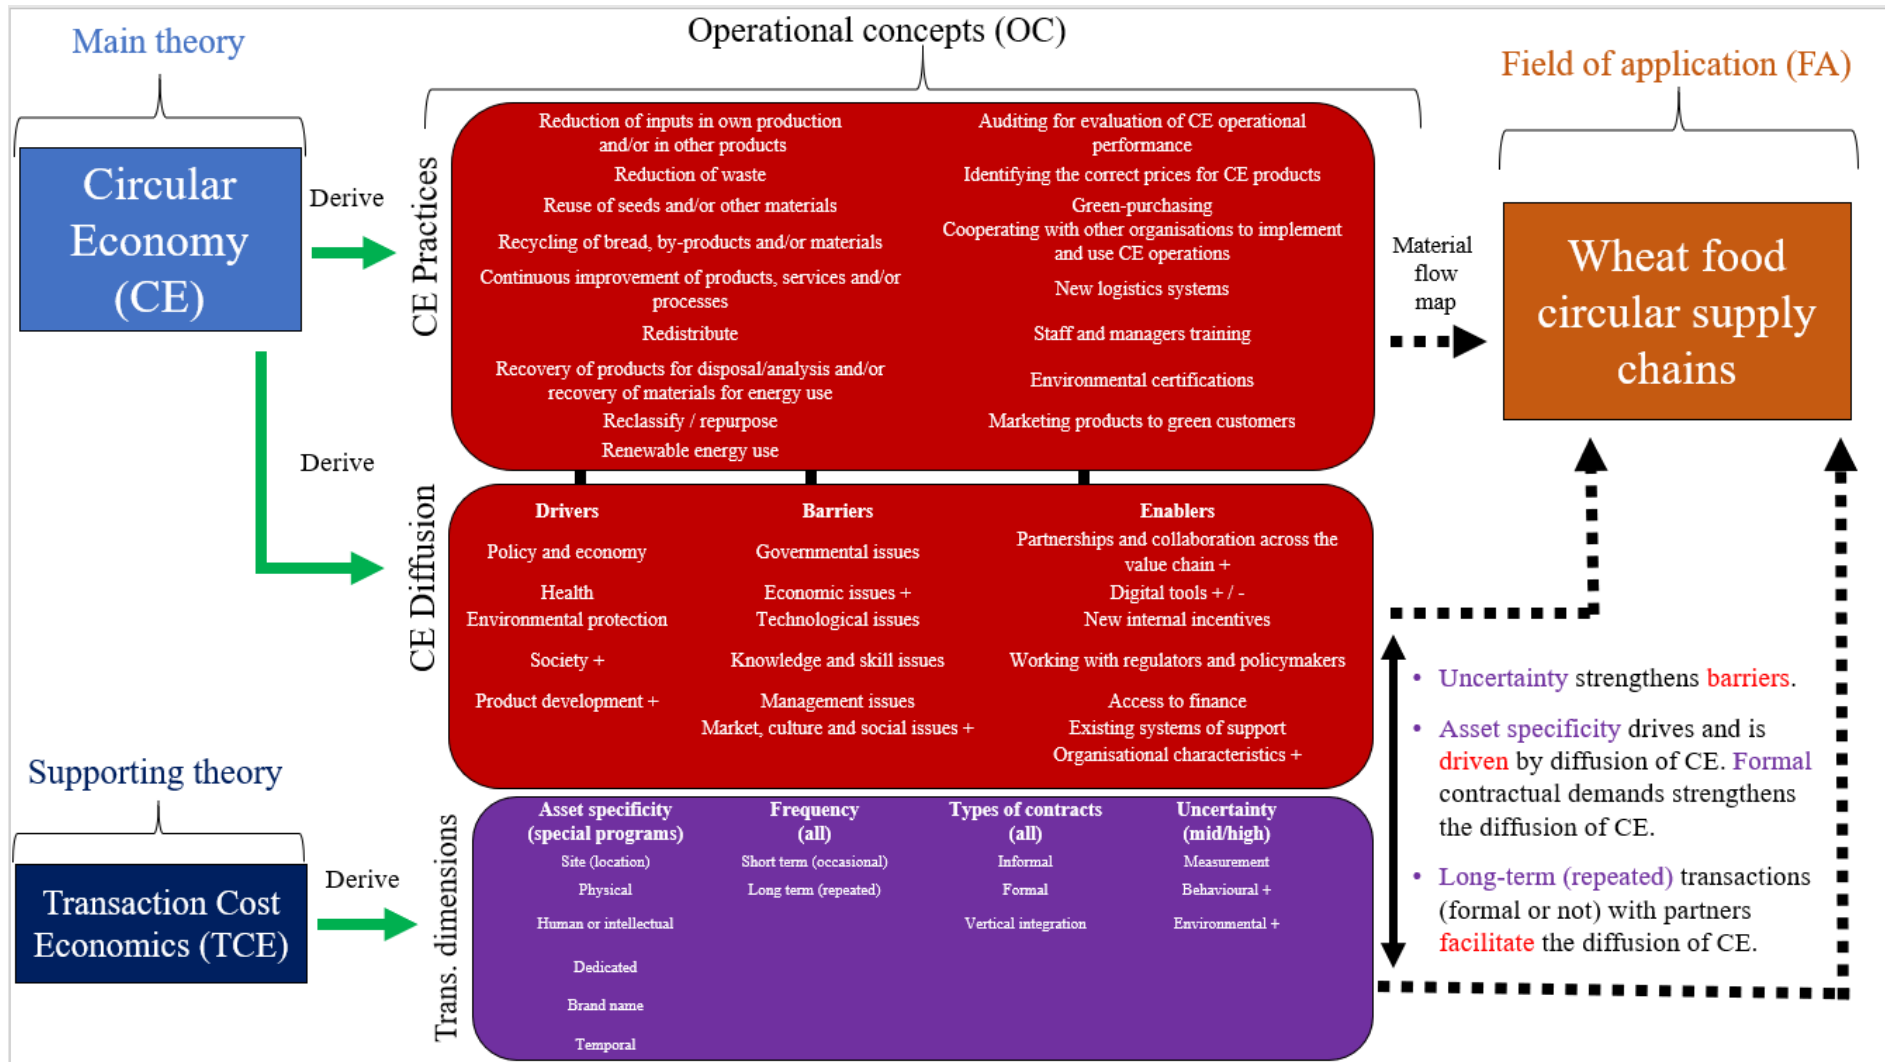 Main theory
Operational concepts (OC)
Field of application (FA)
Circular
Economy
(CE)
Derive
Derive
CE Practices
Reduction of inputs in own production
and/or in other products
Reduction of waste
Reuse of seeds and/or other materials
Recycling of bread, by-products and/or materials
Continuous improvement of products, services and/or
processes
Redistribute
Recovery of products for disposal/analysis and/or
recovery of materials for energy use
Reclassify / repurpose
Renewable energy use
Auditing for evaluation of CE operational
performance
Identifying the correct prices for CE products
Green-purchasing
Cooperating with other organisations to implement
and use CE operations
New logistics systems
Staff and managers training
Environmental certifications
Marketing products to green customers
Material
flow
map
Wheat food
circular supply
chains
CE Diffusion
Drivers
Policy and economy
Health
Environmental protection
Society +
Product development +
Barriers
Governmental issues
Economic issues +
Technological issues
Knowledge and skill issues
Management issues
Market, culture and social issues +
Enablers
Partnerships and collaboration across the
value chain +
Digital tools + / -
New internal incentives
Working with regulators and policymakers
Access to finance
Existing systems of support
Organisational characteristics +
Supporting theory
Transaction Cost
Economics (TCE)
Derive
Trans. dimensions
Asset specificity
(special programs)
Site (location)
Physical
Human or intellectual
Dedicated
Brand name
Temporal
Frequency
(all)
Short term (occasional)
Long term (repeated)
Types of contracts
(all)
Informal
Formal
Vertical integration
Uncertainty
(mid/high)
Measurement
Behavioural +
Environmental +
• Uncertainty strengthens barriers.
• Asset specificity drives and is
driven by diffusion of CE. Formal
contractual demands strengthens
the diffusion of CE.
• Long-term (repeated) transactions
(formal or not) with partners
facilitate the diffusion of CE.